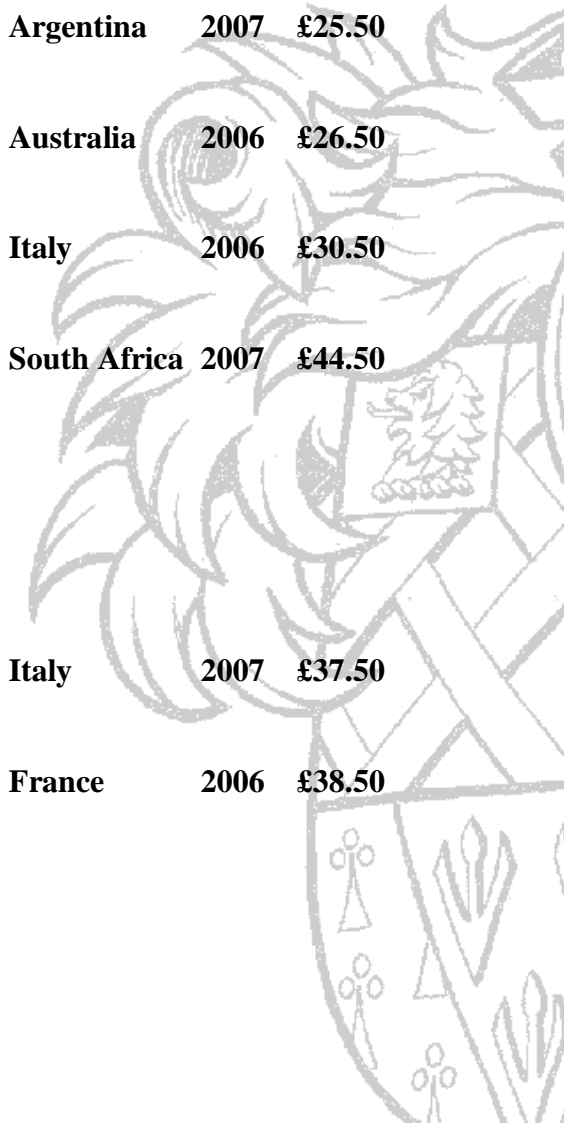 Argentina 2007 £25.50
Australia 2006 £26.50
Italy 2006 £30.50
South Africa 2007 £44.50
Italy 2007 £37.50
France 2006 £38.50